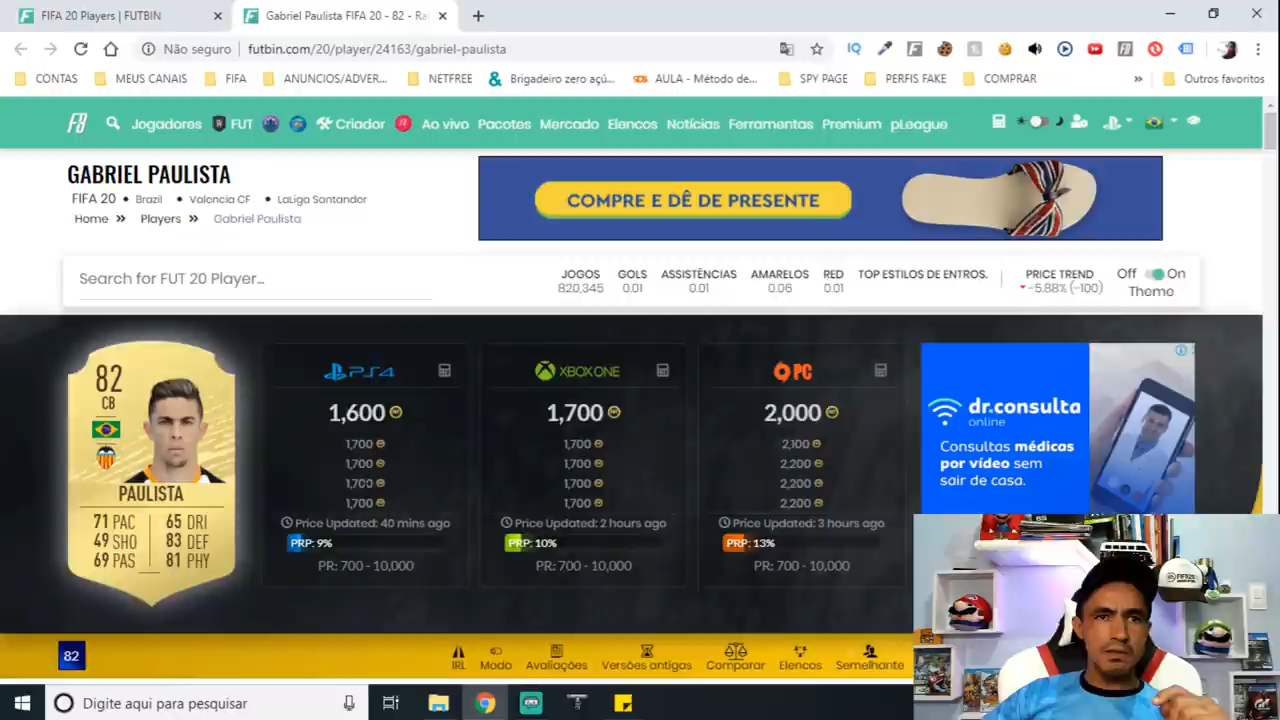 FIFA 20 Players | FUTBIN
Gabriel Paulista FIFA 20 - 82 - Ra
Não seguro | futbin.com/20/player/24163/gabriel-paulista
CONTAS MEUS CANAIS FIFA ANUNCIOS/ADVER... NETFREE Brigadeiro zero açú... AULA - Método de... SPY PAGE PERFIS FAKE COMPRAR » Outros favoritos
F8 Jogadores FUT Criador Ao vivo Pacotes Mercado Elencos Notícias Ferramentas Premium pLeague
GABRIEL PAULISTA
FIFA 20 • Brazil • Valencia CF • LaLiga Santander
Home » Players » Gabriel Paulista
COMPRE E DÊ DE PRESENTE
Search for FUT 20 Player...
JOGOS GOLS ASSISTÊNCIAS AMARELOS RED TOP ESTILOS DE ENTROS. PRICE TREND Off On
820,345 0.01 0.01 0.06 0.01 -5.88% (-100) Theme
82
CB
PAULISTA
71 PAC 65 DRI
49 SHO 83 DEF
69 PAS 81 PHY
PS4
1,600
1,700
1,700
1,700
1,700
Price Updated: 40 mins ago
PRP: 9%
PR: 700 - 10,000
XBOX ONE
1,700
1,700
1,700
1,700
1,700
Price Updated: 2 hours ago
PRP: 10%
PR: 700 - 10,000
PC
2,000
2,100
2,200
2,200
2,200
Price Updated: 3 hours ago
PRP: 13%
PR: 700 - 10,000
dr.consulta
online
Consultas médicas
por vídeo sem
sair de casa.
82
IRL Modo Avaliações Versões antigas Comparar Elencos Semelhante
Digite aqui para pesquisar